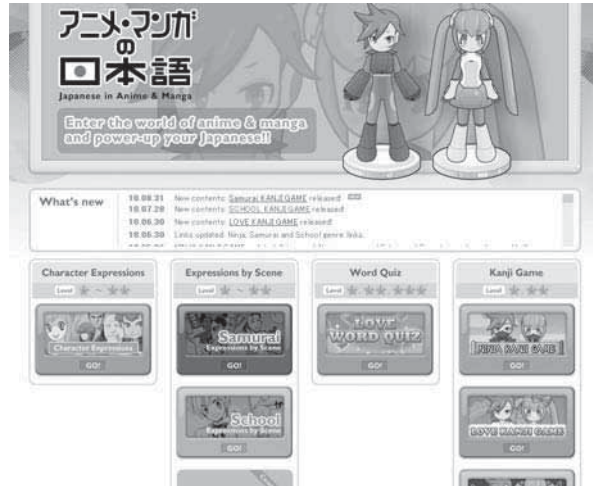 アニメ・マンガ
の
日本語
Japanese in Anime & Manga
Enter the world of anime & manga
and power-up your Japanese!!
What's new
10.08.31 New contents: Samurai KANJI GAME released!
10.07.28 New contents: SCHOOL KANJI GAME released!
10.06.30 New contents: LOVE KANJI GAME released!
10.06.30 Links updated: Ninja, Samurai and School genre links.
Character Expressions
Level ★ ~ ★★
Character Expressions
GO!
Expressions by Scene
Level ★ ~ ★★
Samurai
Expressions by Scene
GO!
School
Expressions by Scene
GO!
Word Quiz
Level ★, ★★, ★★★
LOVE
WORD QUIZ
GO!
Kanji Game
Level ★, ★★
NINJA KANJI GAME
GO!
LOVE KANJI GAME
GO!